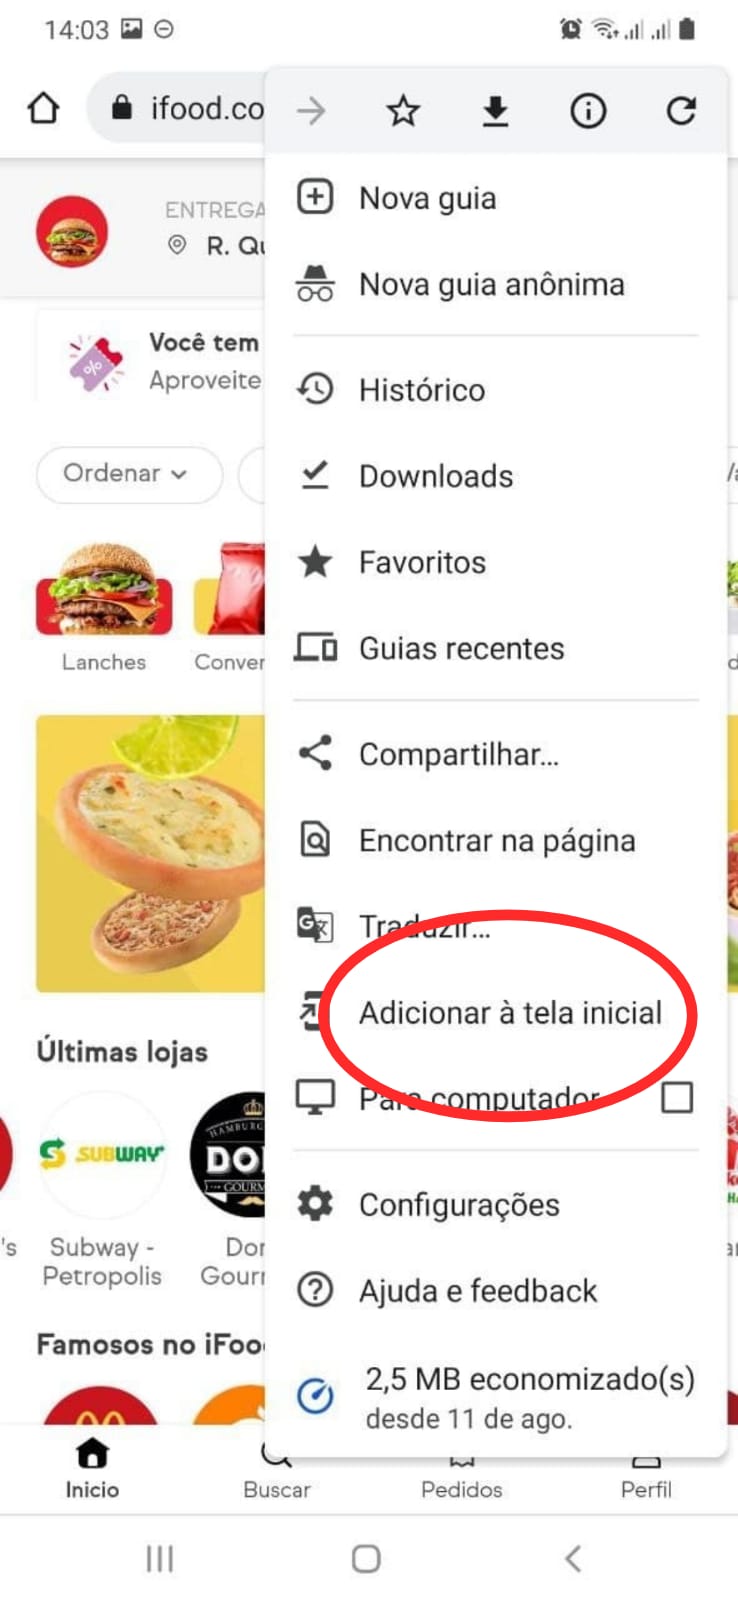 14:03
ifood.co
ENTREGA
R. Qu
Você tem
Aproveite
Ordenar
Lanches
Conver
Nova guia
Nova guia anônima
Histórico
Downloads
Favoritos
Guias recentes
Compartilhar...
Encontrar na página
Traduzir...
Adicionar à tela inicial
Para computador
Configurações
Ajuda e feedback
2,5 MB economizado(s)
desde 11 de ago.
Últimas lojas
SUBWAY
HAMBURG
DO
GOURM
's
Subway -
Petropolis
Dor
Gourm
Famosos no iFoo
Inicio
Buscar
Pedidos
Perfil